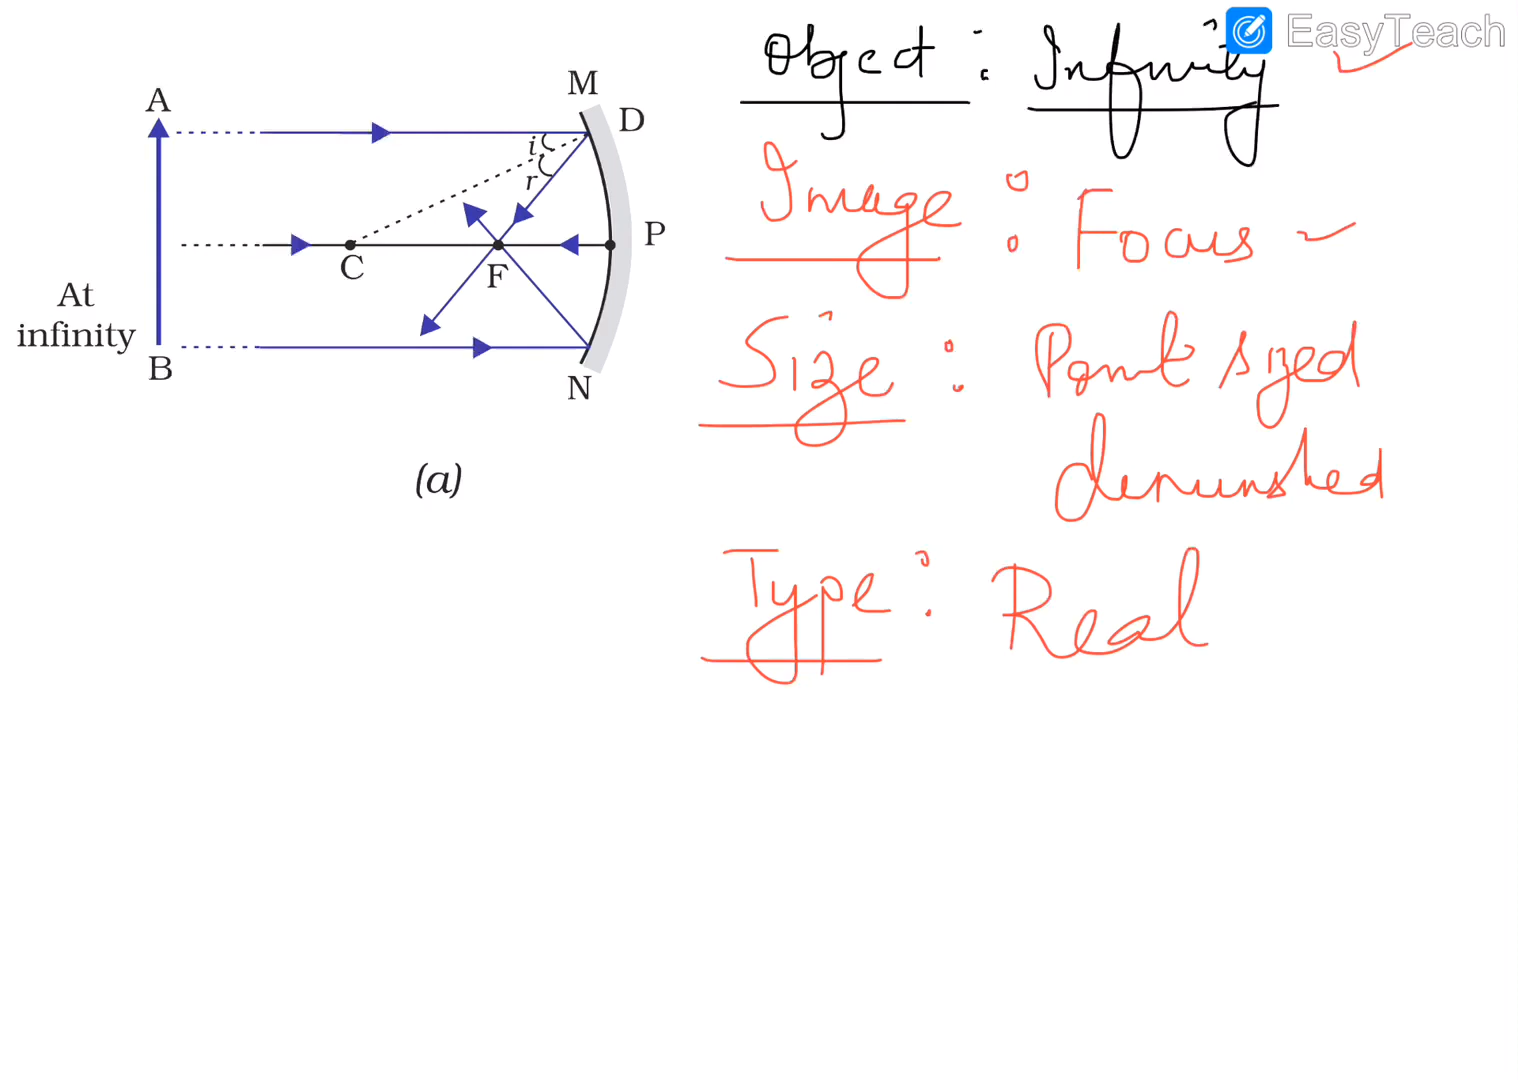 EasyTeach
Object : Infinity
Image : Focus
Size : Point sized
diminished
Type : Real
A
M
D
i
r
P
C
F
At
infinity
B
N
(a)